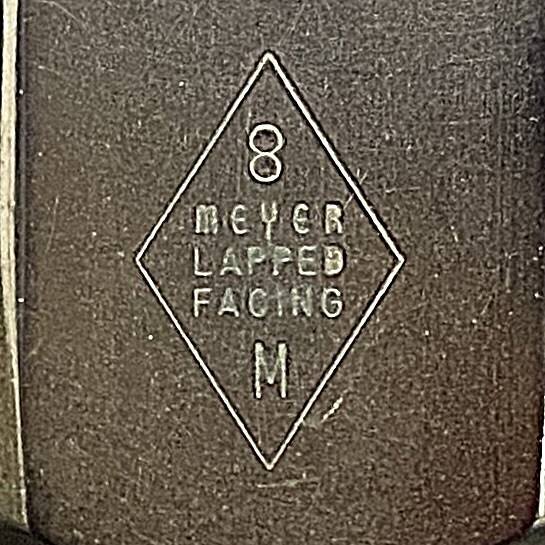 8
MEYER
LAPPED
FACING
M